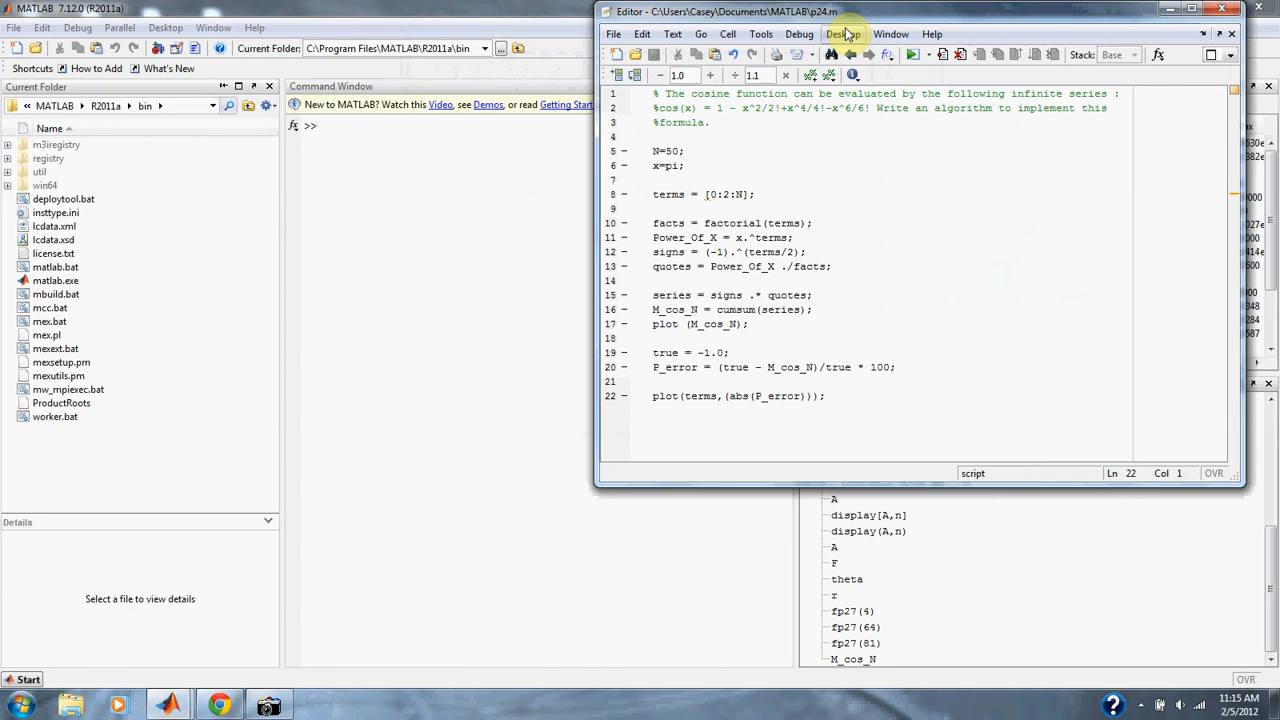 MATLAB 7.12.0 (R2011a)
File Edit Debug Parallel Desktop Window Help
Current Folder: C:\Program Files\MATLAB\R2011a\bin
Shortcuts How to Add What's New
Current Folder
MATLAB ▸ R2011a ▸ bin ▸
Name
m3iregistry
registry
util
win64
deploytool.bat
insttype.ini
lcdata.xml
lcdata.xsd
license.txt
matlab.bat
matlab.exe
mbuild.bat
mcc.bat
mex.bat
mex.pl
mexext.bat
mexsetup.pm
mexutils.pm
mw_mpiexec.bat
ProductRoots
worker.bat
Details
Select a file to view details
Command Window
New to MATLAB? Watch this Video, see Demos, or read Getting Start
fx >>
Editor - C:\Users\Casey\Documents\MATLAB\p24.m
File Edit Text Go Cell Tools Debug Desktop Window Help
Stack: Base
1.0
1.1
1 % The cosine function can be evaluated by the following infinite series :
2 %cos(x) = 1 - x^2/2!+x^4/4!-x^6/6! Write an algorithm to implement this
3 %formula.
4
5 N=50;
6 x=pi;
7
8 terms = [0:2:N];
9
10 facts = factorial(terms);
11 Power_Of_X = x.^terms;
12 signs = (-1).^(terms/2);
13 quotes = Power_Of_X ./facts;
14
15 series = signs .* quotes;
16 M_cos_N = cumsum(series);
17 plot (M_cos_N);
18
19 true = -1.0;
20 P_error = (true - M_cos_N)/true * 100;
21
22 plot(terms,(abs(P_error)));
script Ln 22 Col 1 OVR
A
display[A,n]
display(A,n)
A
F
theta
r
fp27(4)
fp27(64)
fp27(81)
M_cos_N
Start
OVR
11:15 AM
2/5/2012